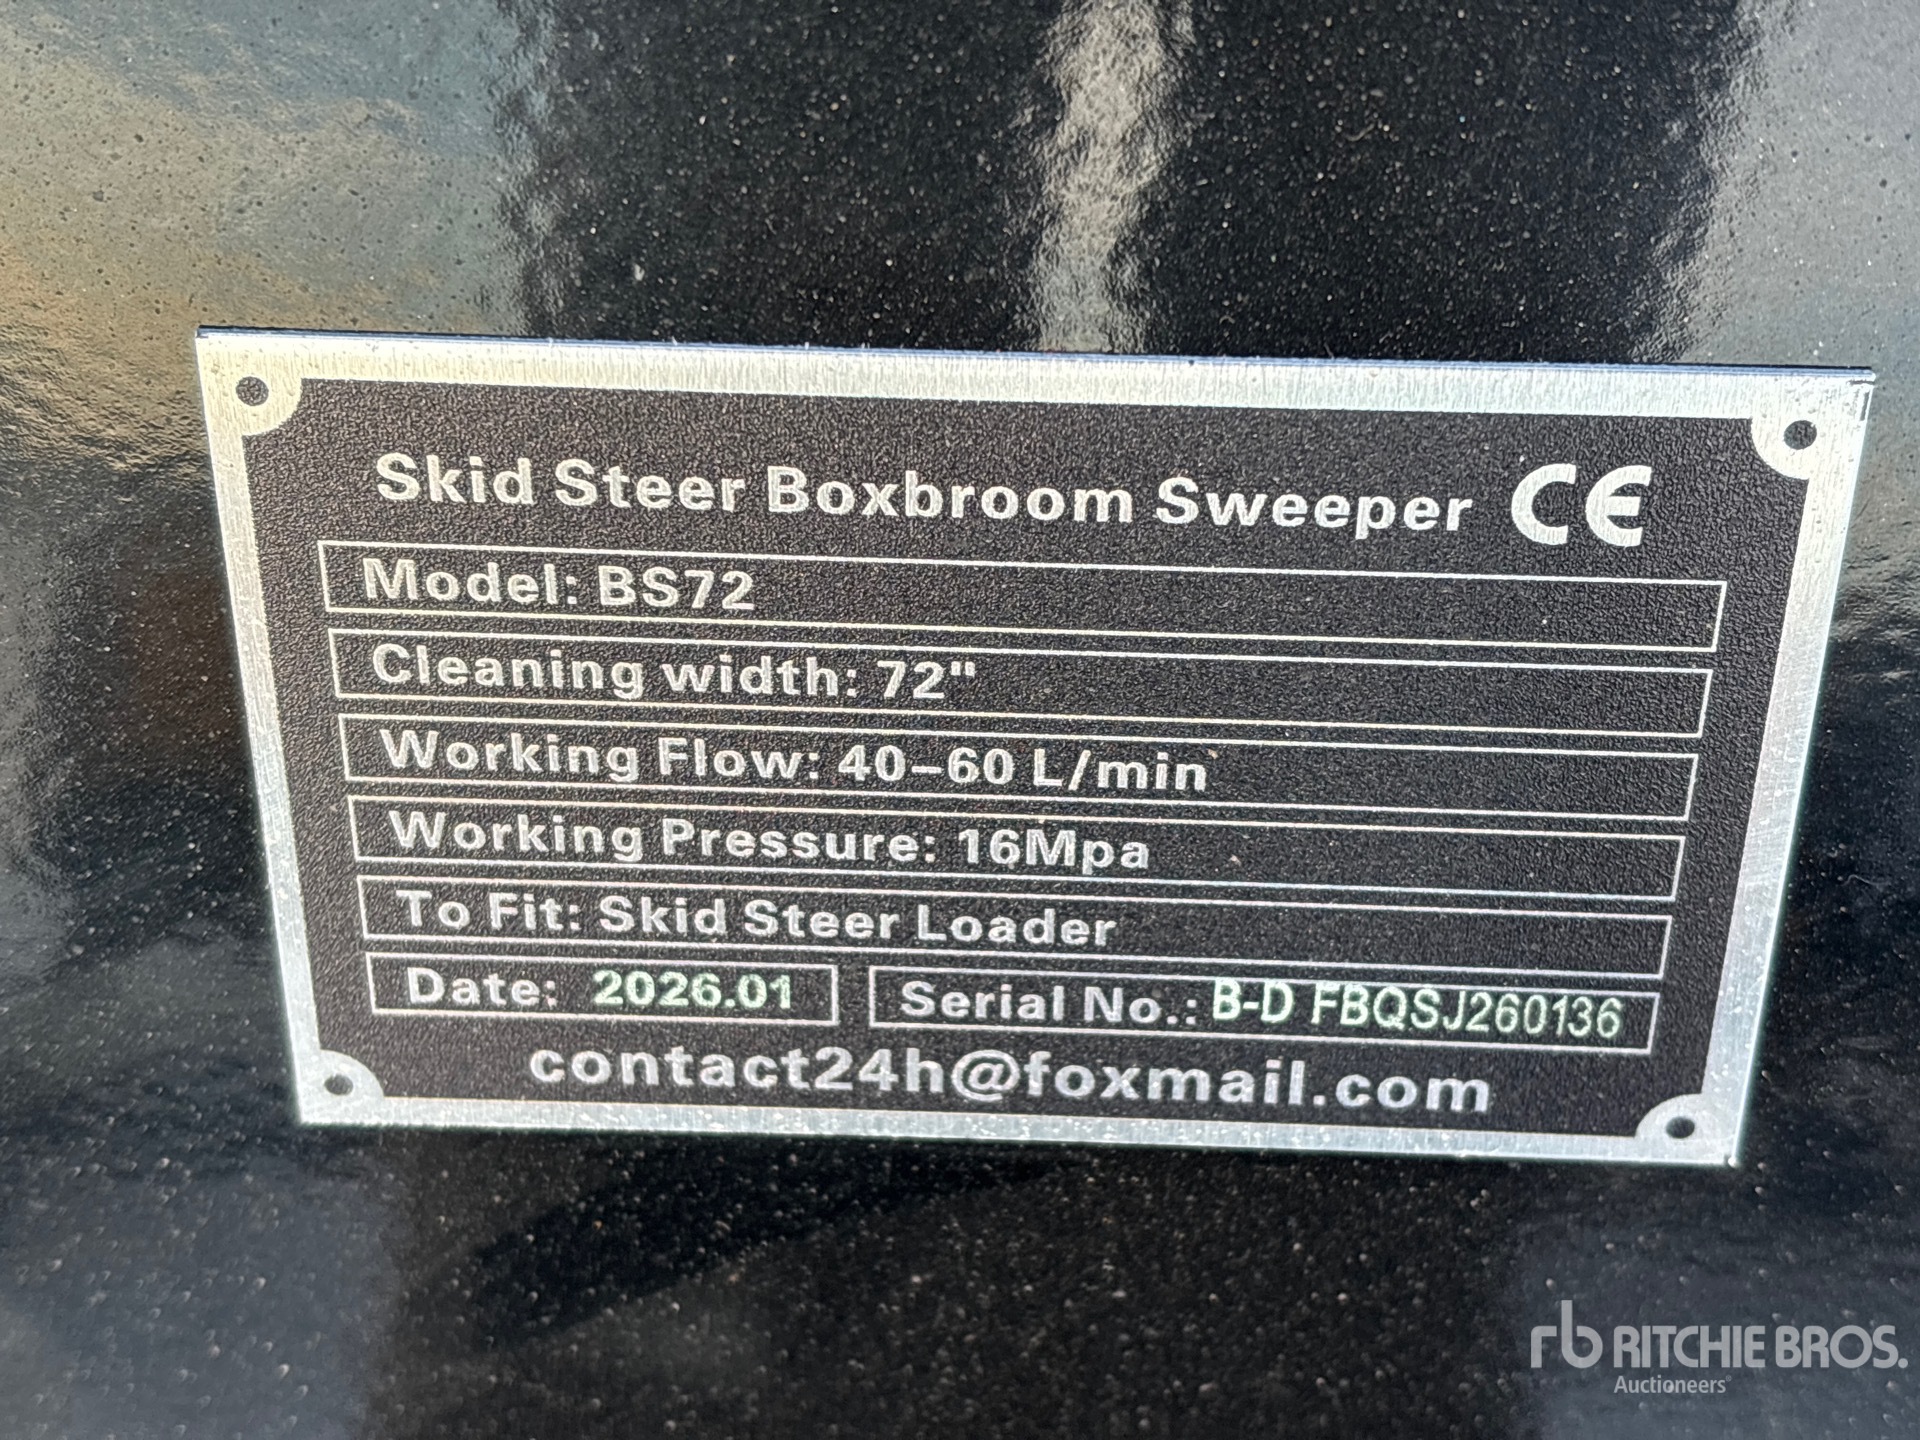 Skid Steer Boxbroom Sweeper CE
Model: BS72
Cleaning width: 72"
Working Flow: 40-60 L/min
Working Pressure: 16Mpa
To Fit: Skid Steer Loader
Date: 2026.01 Serial No.: B-D FBQSJ260136
contact24h@foxmail.com
rb RITCHIE BROS.
Auctioneers